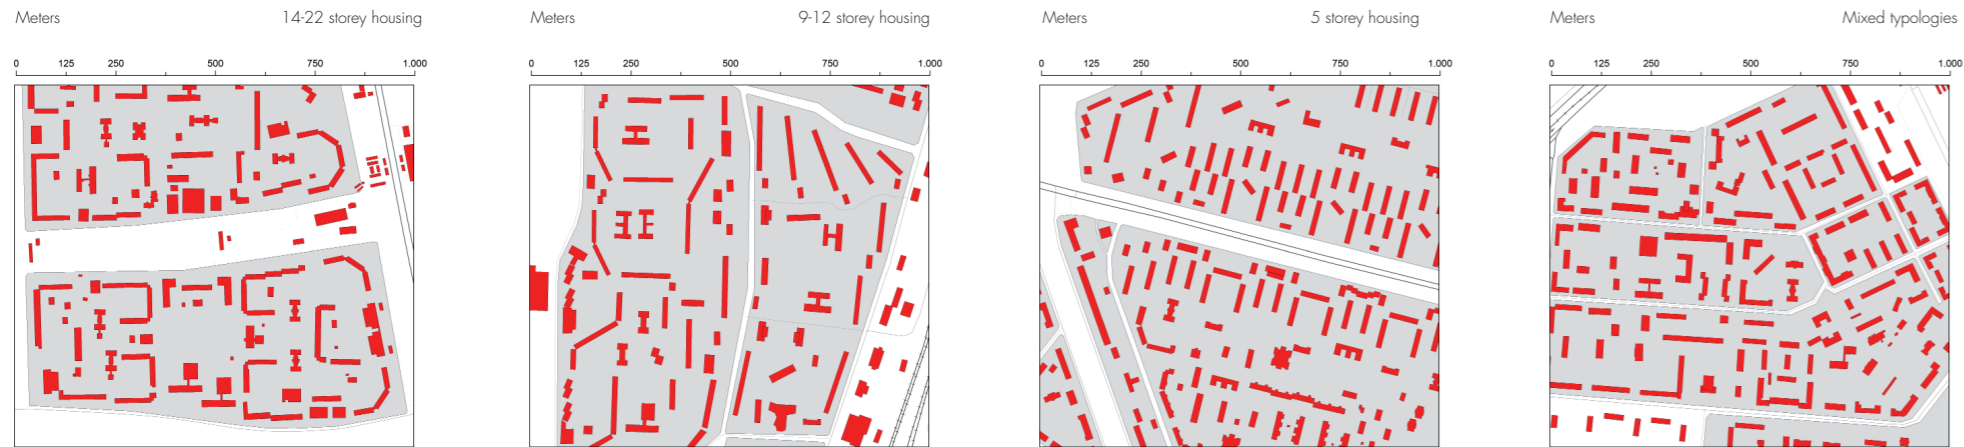 Meters 14-22 storey housing
0 125 250 500 750 1.000
Meters 9-12 storey housing
0 125 250 500 750 1.000
Meters 5 storey housing
0 125 250 500 750 1.000
Meters Mixed typologies
0 125 250 500 750 1.000